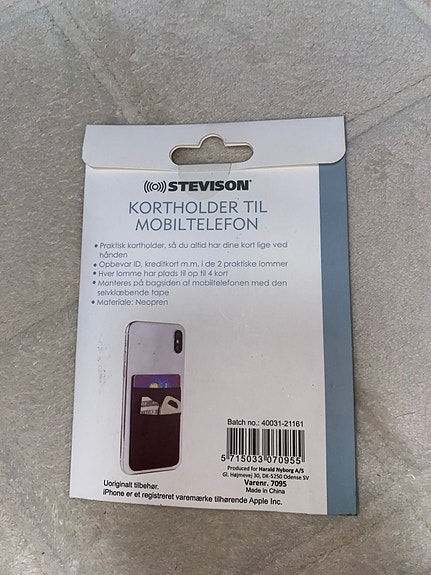 STEVISON®
KORTHOLDER TIL
MOBILTELEFON
• Praktisk kortholder, så du altid har dine kort lige ved
hånden
• Opbevar ID, kreditkort m.m. i de 2 praktiske lommer
• Hver lomme har plads til op til 4 kort
• Monteres på bagsiden af mobiltelefonen med den
selvklæbende tape
• Materiale: Neopren
Batch no.: 40031-21161
5 715033 070955
Produced for Harald Nyborg A/S
Gl. Højmevej 30, DK-5250 Odense SV
Varenr. 7095
Made in China
Uoriginalt tilbehør.
iPhone er et registreret varemærke tilhørende Apple Inc.